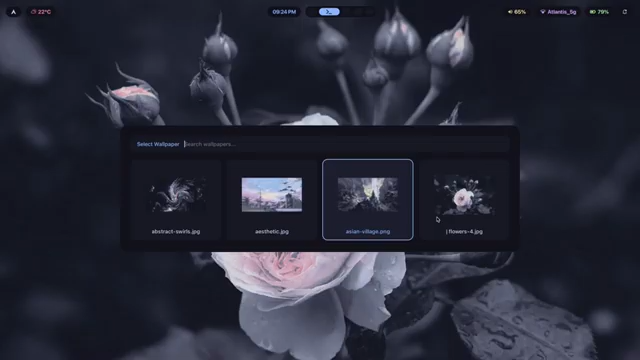 22°C
09:24 PM
65%
Atlantis_5g
79%
Select Wallpaper
Search wallpapers...
abstract-swirls.jpg
aesthetic.jpg
asian-village.png
| flowers-4.jpg